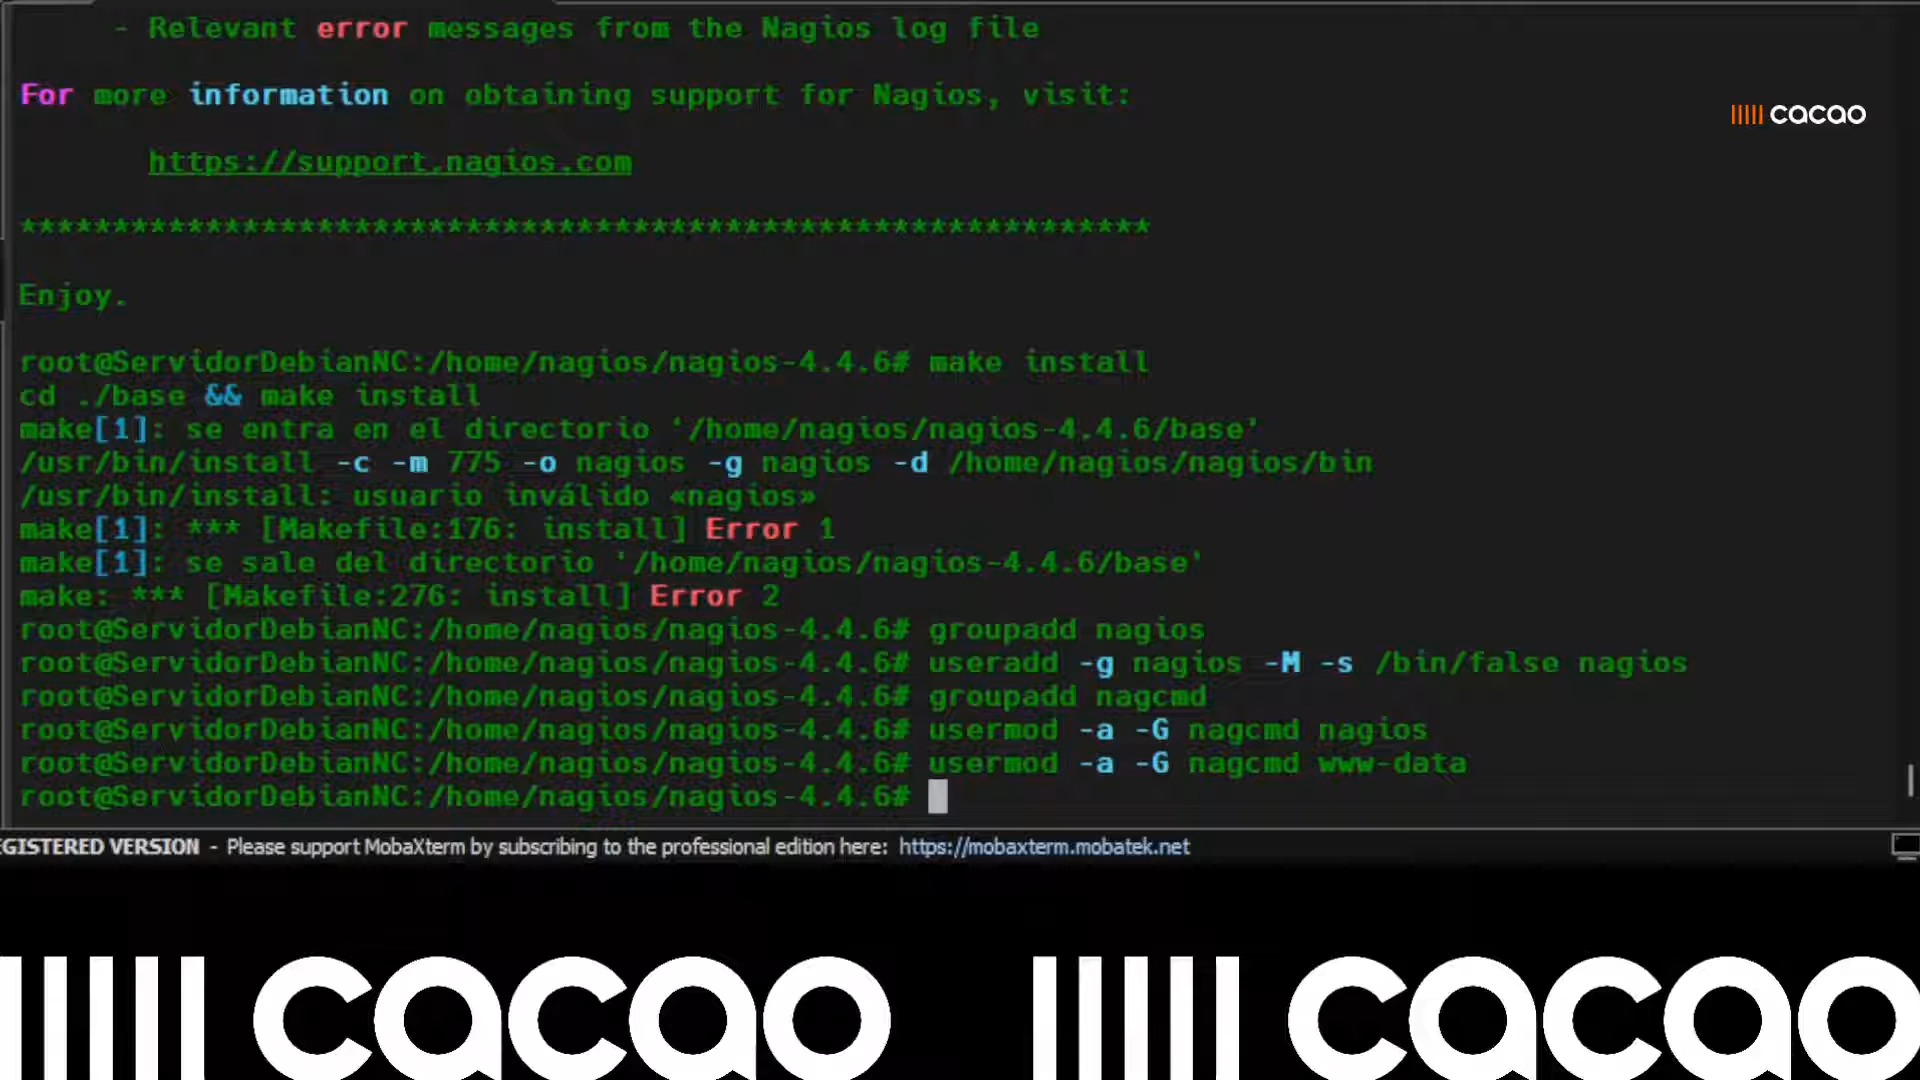 - Relevant error messages from the Nagios log file
For more information on obtaining support for Nagios, visit:
cacao
https://support.nagios.com
*************************************************************
Enjoy.
root@ServidorDebianNC:/home/nagios/nagios-4.4.6# make install
cd ./base && make install
make[1]: se entra en el directorio '/home/nagios/nagios-4.4.6/base'
/usr/bin/install -c -m 775 -o nagios -g nagios -d /home/nagios/nagios/bin
/usr/bin/install: usuario inválido «nagios»
make[1]: *** [Makefile:176: install] Error 1
make[1]: se sale del directorio '/home/nagios/nagios-4.4.6/base'
make: *** [Makefile:276: install] Error 2
root@ServidorDebianNC:/home/nagios/nagios-4.4.6# groupadd nagios
root@ServidorDebianNC:/home/nagios/nagios-4.4.6# useradd -g nagios -M -s /bin/false nagios
root@ServidorDebianNC:/home/nagios/nagios-4.4.6# groupadd nagcmd
root@ServidorDebianNC:/home/nagios/nagios-4.4.6# usermod -a -G nagcmd nagios
root@ServidorDebianNC:/home/nagios/nagios-4.4.6# usermod -a -G nagcmd www-data
root@ServidorDebianNC:/home/nagios/nagios-4.4.6#
EGISTERED VERSION - Please support MobaXterm by subscribing to the professional edition here: https://mobaxterm.mobatek.net
cacao cacao